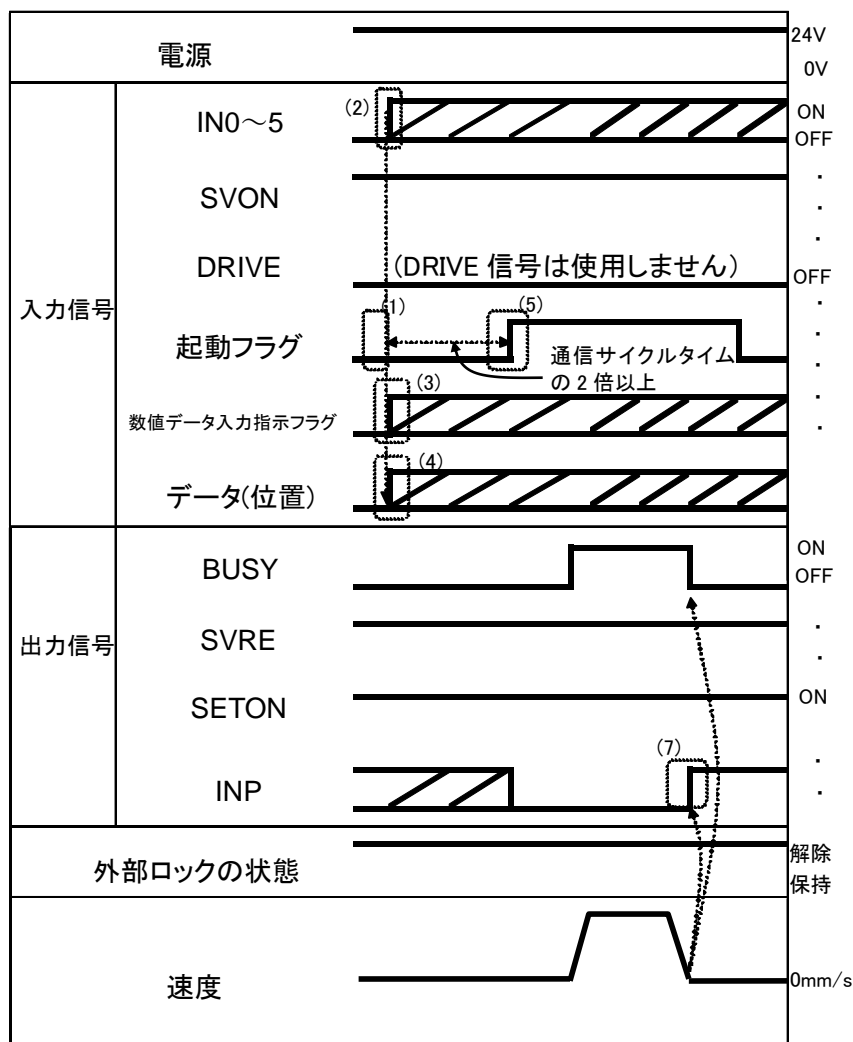 電源
24V
0V
入力信号
IN0～5
(2)
ON
OFF
SVON
DRIVE
(DRIVE 信号は使用しません)
OFF
起動フラグ
(1)
(5)
通信サイクルタイム
の 2 倍以上
数値データ入力指示フラグ
(3)
データ(位置)
(4)
出力信号
BUSY
ON
OFF
SVRE
SETON
ON
INP
(7)
外部ロックの状態
解除
保持
速度
0mm/s